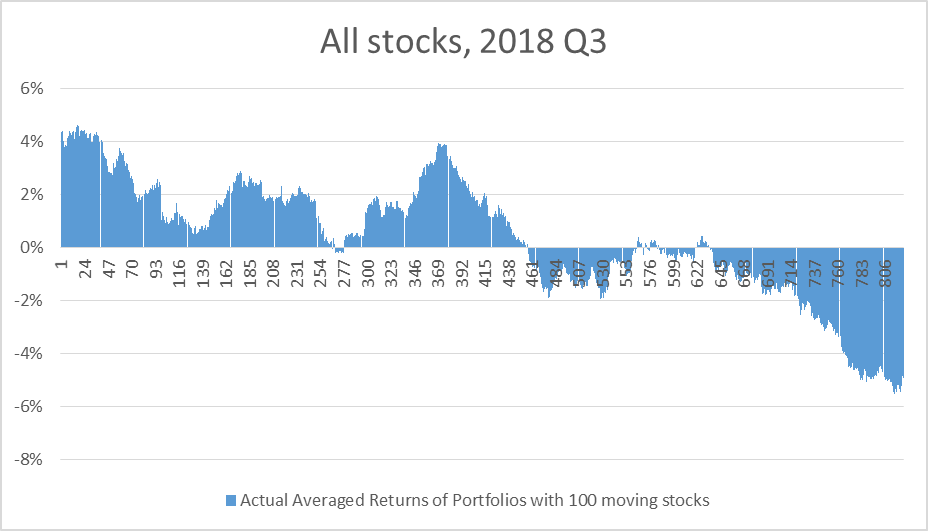 All stocks, 2018 Q3
6%
4%
2%
0%
-2%
-4%
-6%
-8%
1 24 47 70 93 116 139 162 185 208 231 254 277 300 323 346 369 392 415 438 461 484 507 530 553 576 599 622 645 668 691 714 737 760 783 806
Actual Averaged Returns of Portfolios with 100 moving stocks